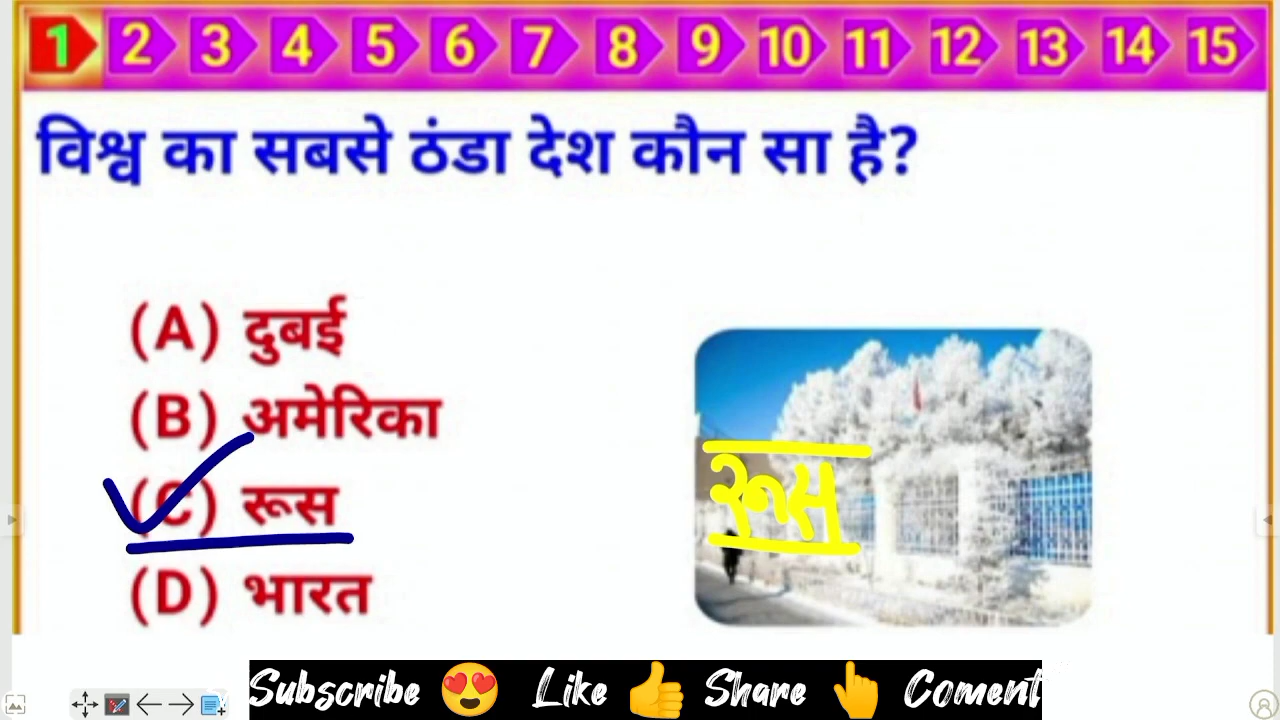 1 2 3 4 5 6 7 8 9 10 11 12 13 14 15
विश्व का सबसे ठंडा देश कौन सा है?
(A) दुबई
(B) अमेरिका
(C) रूस
रूस
(D) भारत
Subscribe 😍 Like 👍 Share 👆 Coment